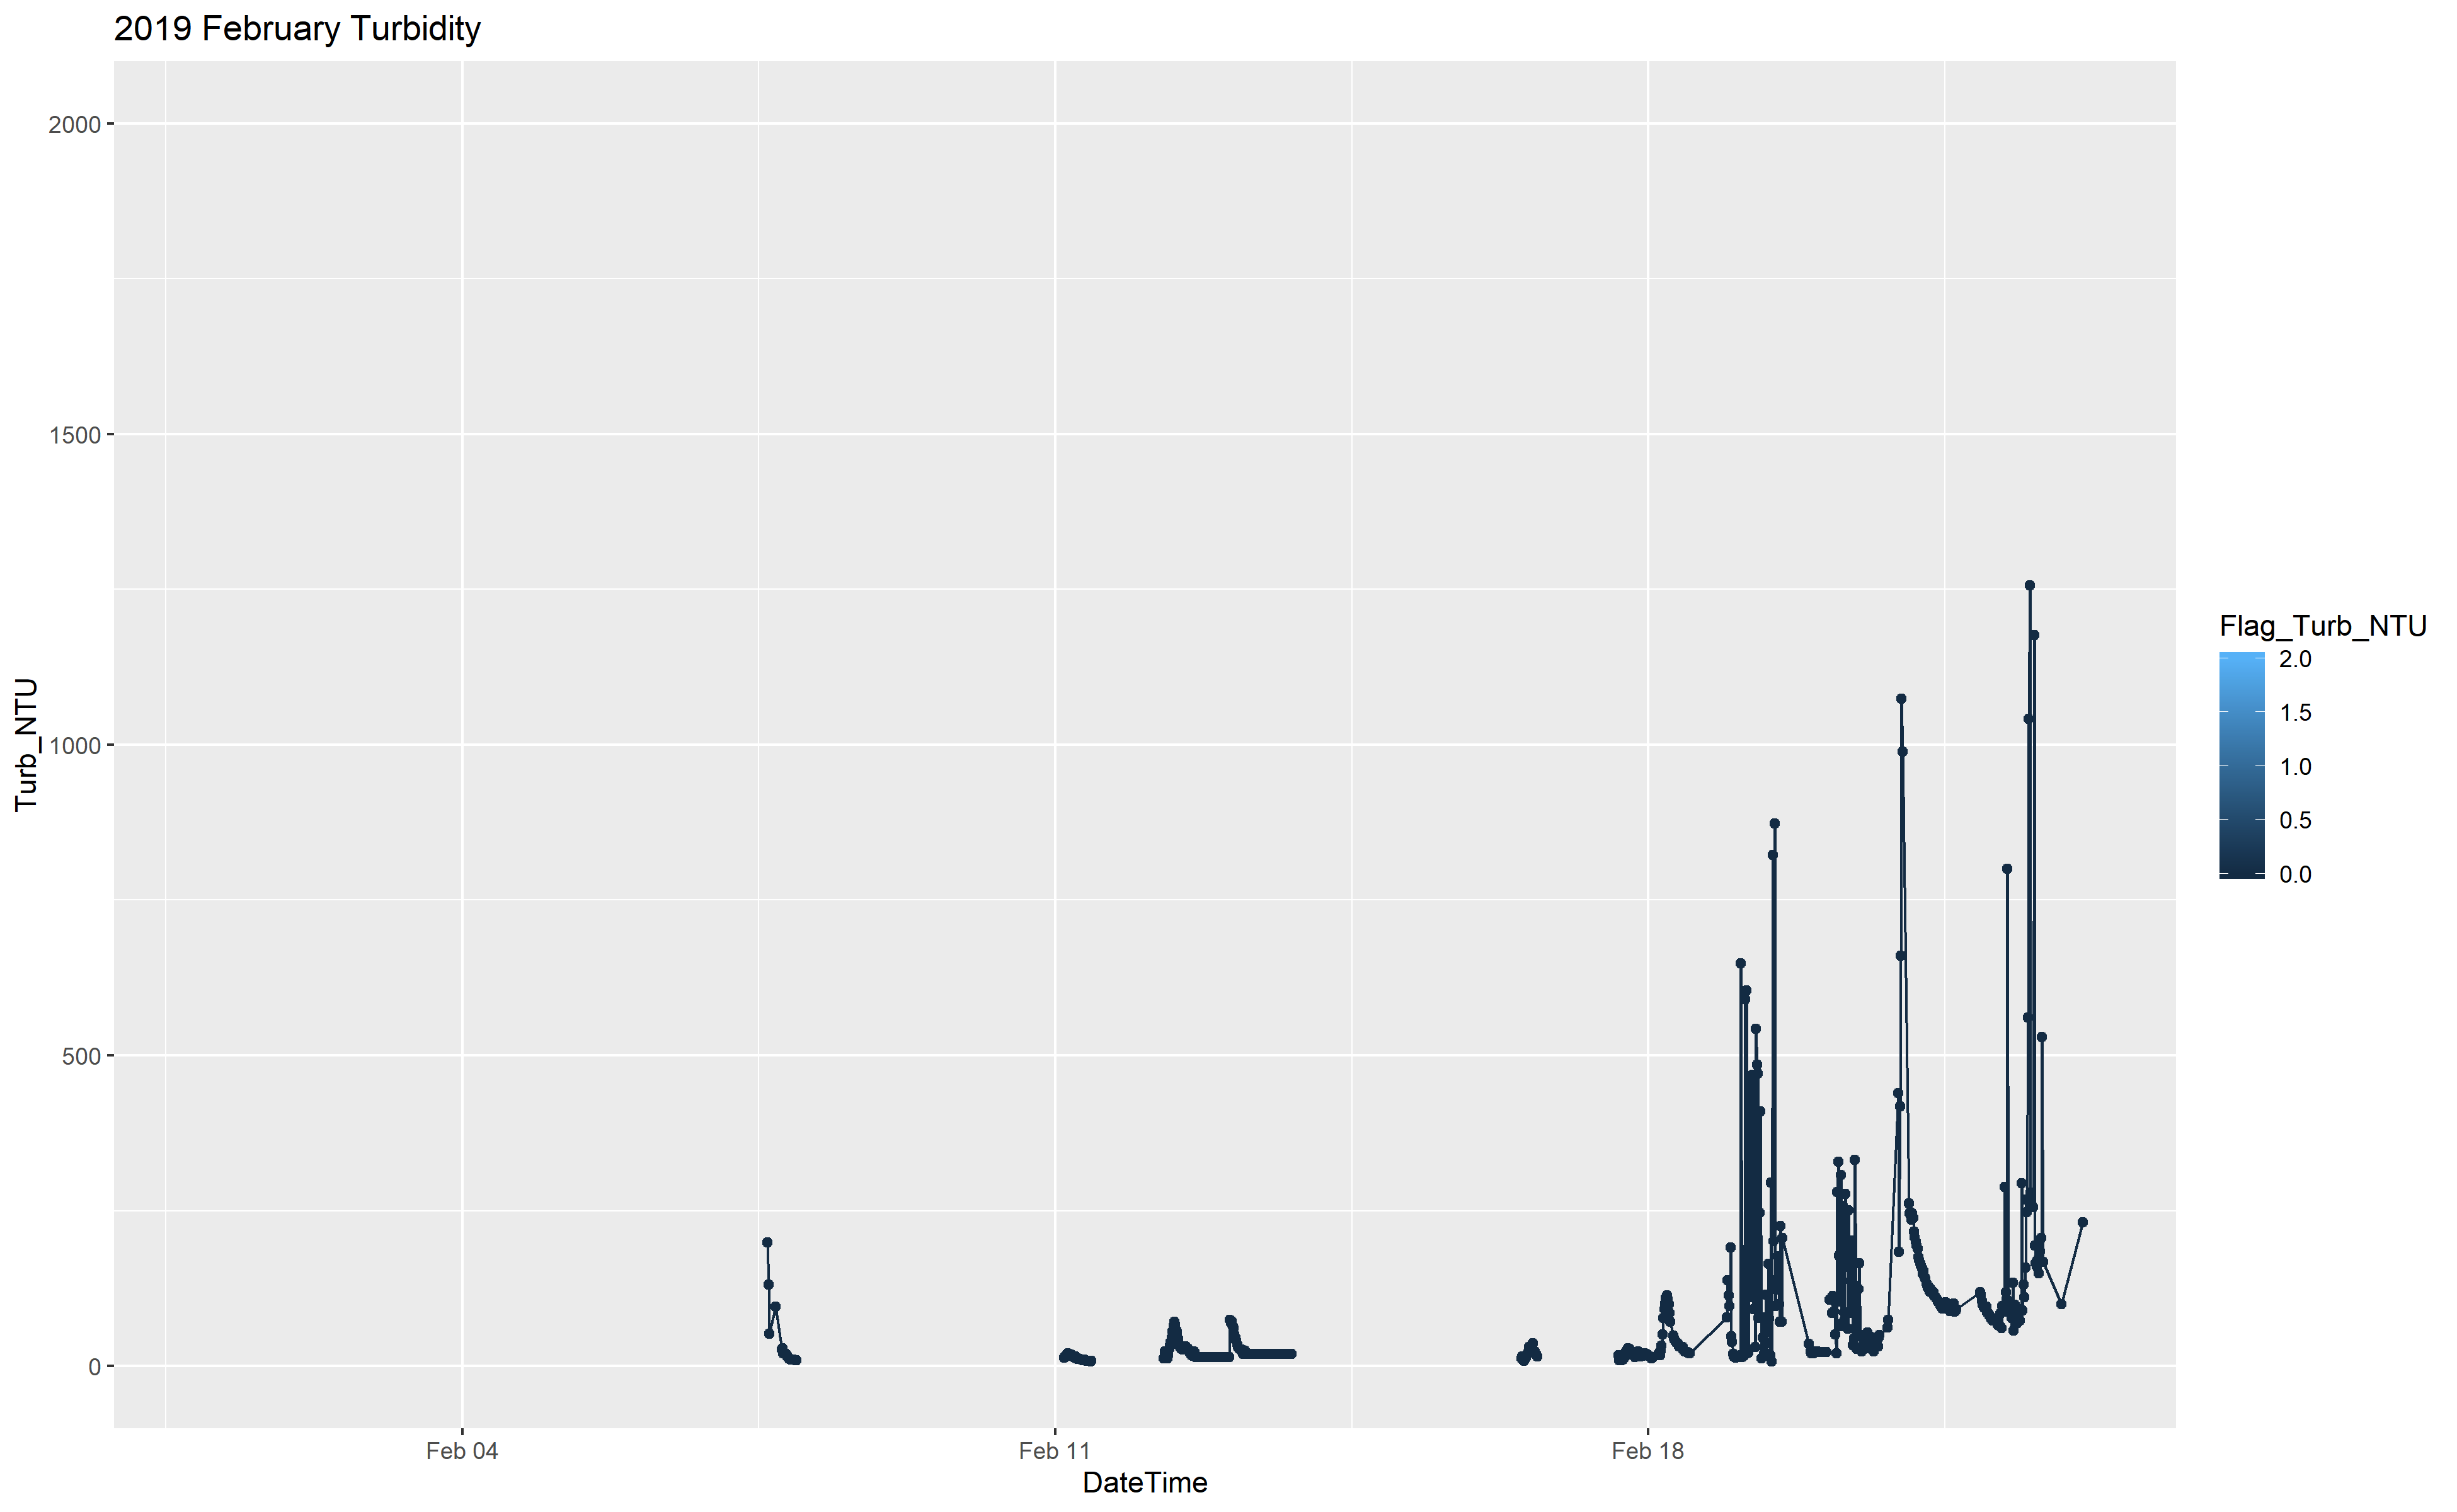 2019 February Turbidity
2000
1500
1000
500
0
Turb_NTU
Feb 04
Feb 11
Feb 18
DateTime
Flag_Turb_NTU
2.0
1.5
1.0
0.5
0.0